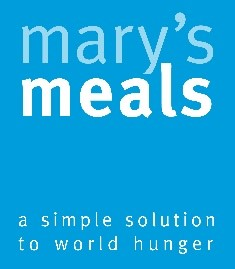 mary's
meals
a simple solution
to world hunger